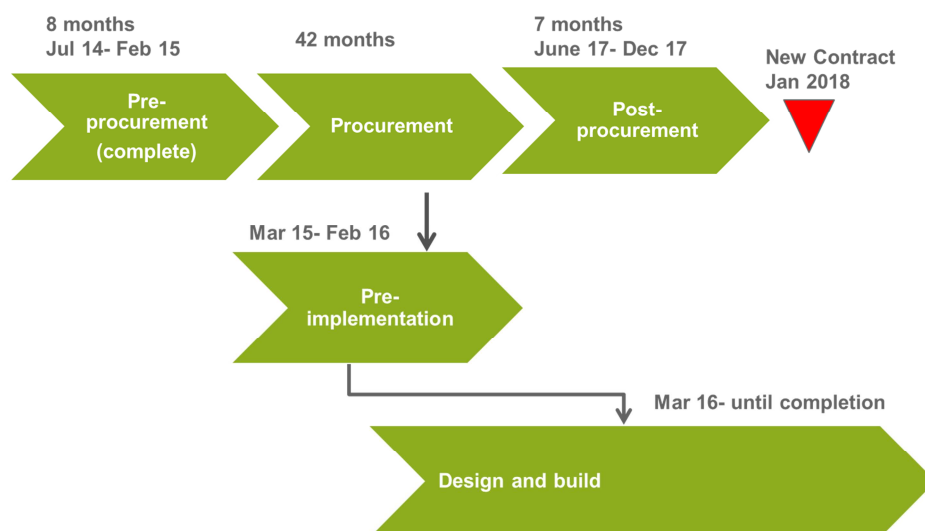 8 months
Jul 14- Feb 15
42 months
7 months
June 17- Dec 17
New Contract
Jan 2018
Pre-
procurement
(complete)
Procurement
Post-
procurement
Mar 15- Feb 16
Pre-
implementation
Mar 16- until completion
Design and build